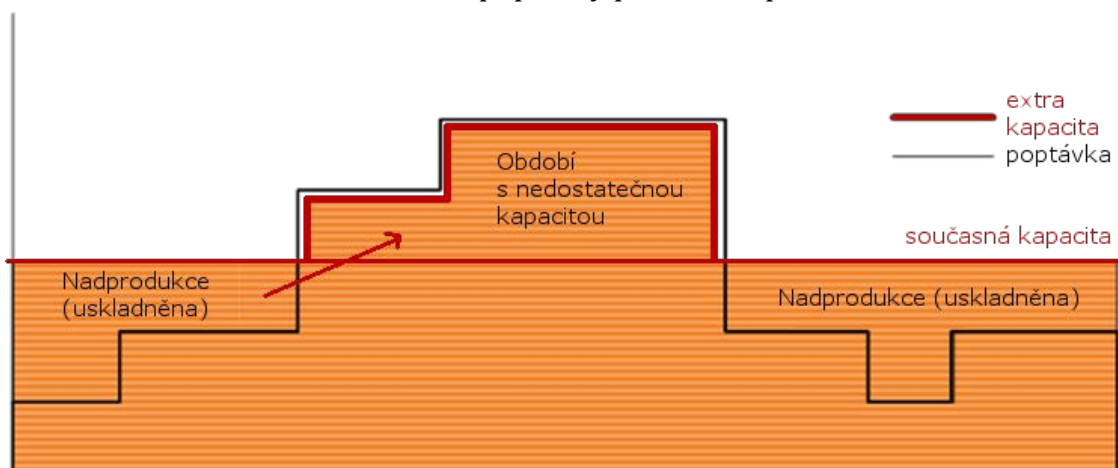 extra
kapacita
poptávka
Období
s nedostatečnou
kapacitou
současná kapacita
Nadprodukce
(uskladněna)
Nadprodukce (uskladněna)